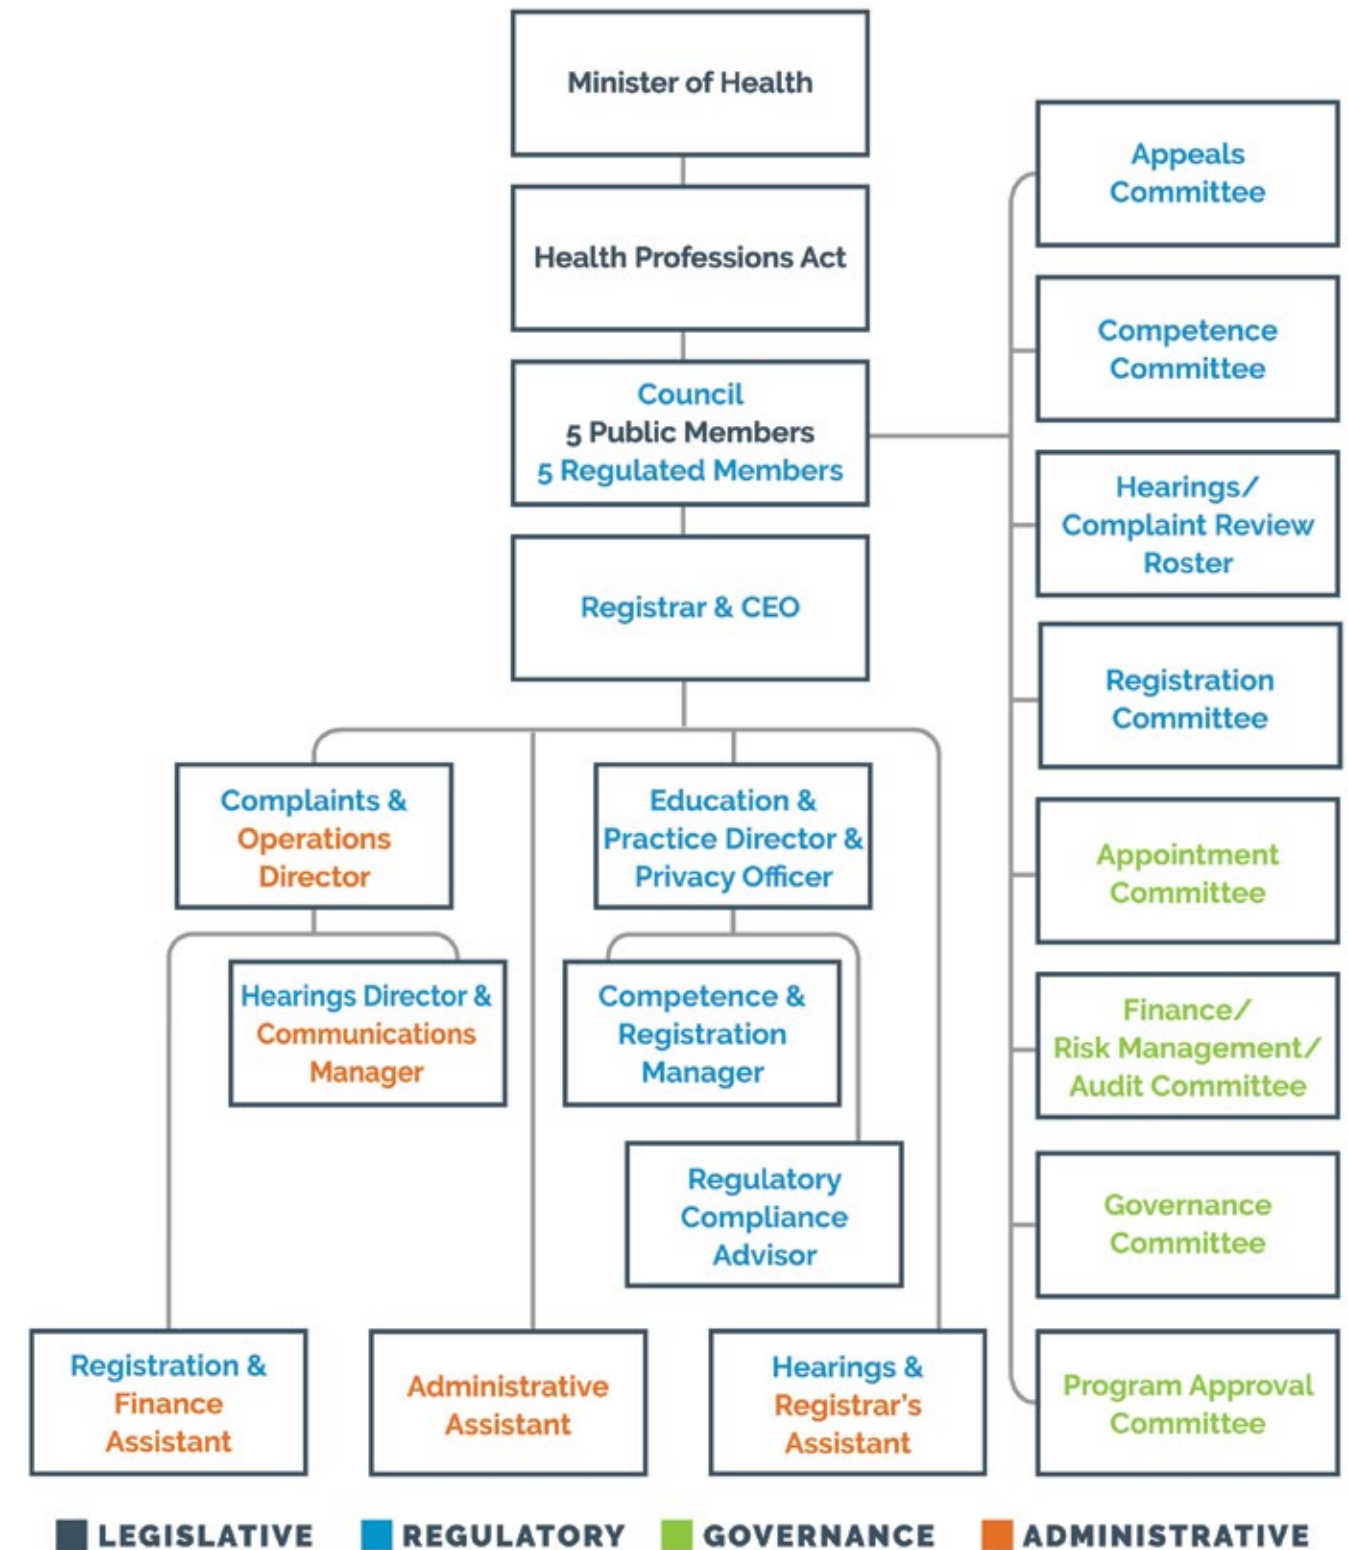 Minister of Health
Health Professions Act
Council
5 Public Members
5 Regulated Members
Registrar & CEO
Complaints &
Operations
Director
Education &
Practice Director &
Privacy Officer
Hearings Director &
Communications
Manager
Competence &
Registration
Manager
Regulatory
Compliance
Advisor
Registration &
Finance
Assistant
Administrative
Assistant
Hearings &
Registrar's
Assistant
Appeals
Committee
Competence
Committee
Hearings/
Complaint Review
Roster
Registration
Committee
Appointment
Committee
Finance/
Risk Management/
Audit Committee
Governance
Committee
Program Approval
Committee
LEGISLATIVE
REGULATORY
GOVERNANCE
ADMINISTRATIVE